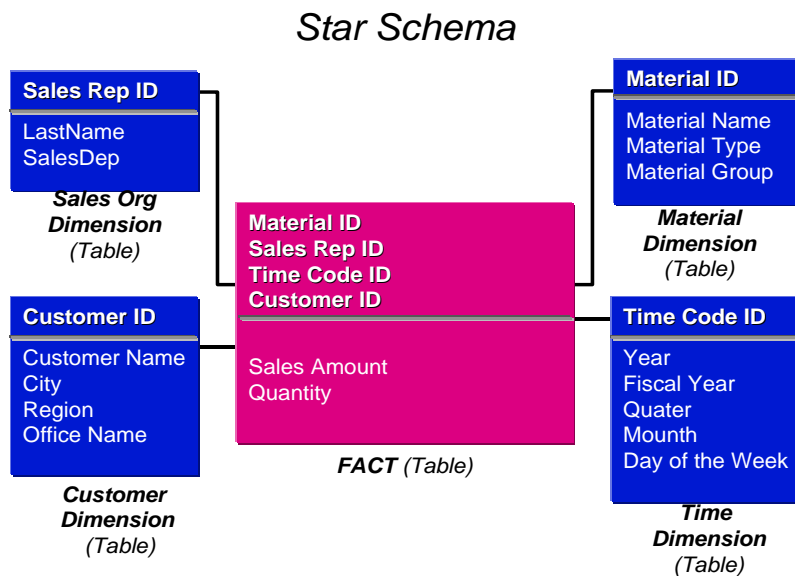 Star Schema
Sales Rep ID
LastName
SalesDep
Sales Org
Dimension
(Table)
Material ID
Material Name
Material Type
Material Group
Material
Dimension
(Table)
Material ID
Sales Rep ID
Time Code ID
Customer ID
Sales Amount
Quantity
FACT (Table)
Customer ID
Customer Name
City
Region
Office Name
Customer
Dimension
(Table)
Time Code ID
Year
Fiscal Year
Quater
Mounth
Day of the Week
Time
Dimension
(Table)